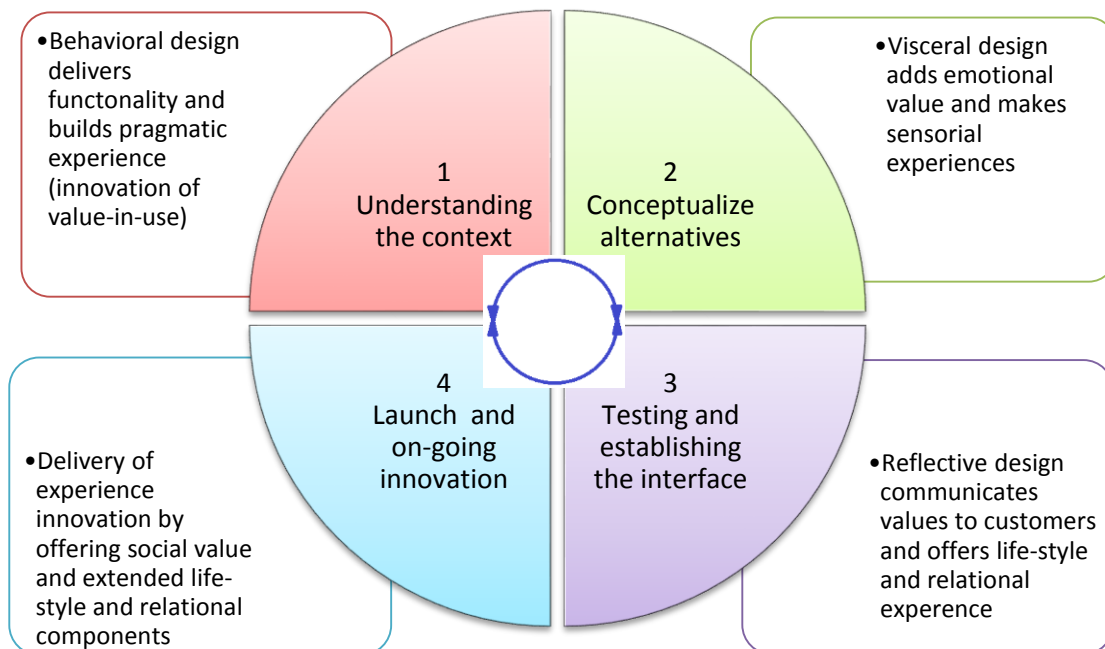 •Behavioral design
delivers
functonality and
builds pragmatic
experience
(innovation of
value-in-use)
1
Understanding
the context
2
Conceptualize
alternatives
•Visceral design
adds emotional
value and makes
sensorial
experiences
•Delivery of
experience
innovation by
offering social value
and extended life-
style and relational
components
4
Launch and
on-going
innovation
3
Testing and
establishing
the interface
•Reflective design
communicates
values to customers
and offers life-style
and relational
experence